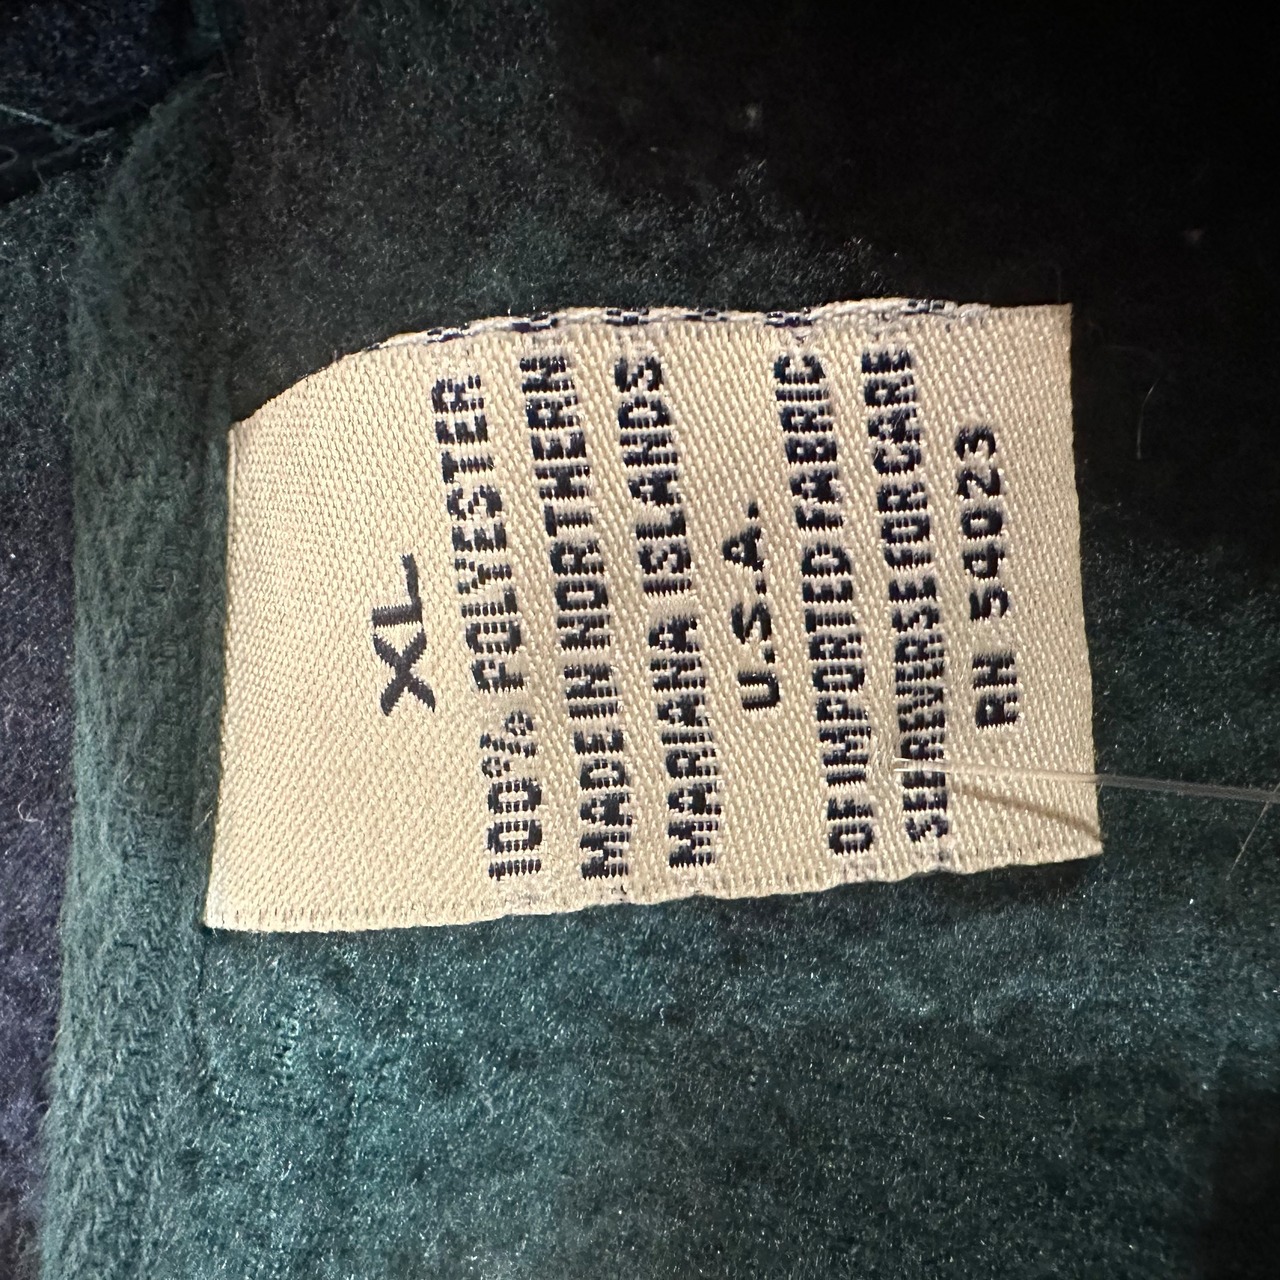 XL
100% POLYESTER
MADE IN NORTHERN
MARIANA ISLANDS
U.S.A.
OF IMPORTED FABRIC
SEE REVERSE FOR CARE
RN 54023